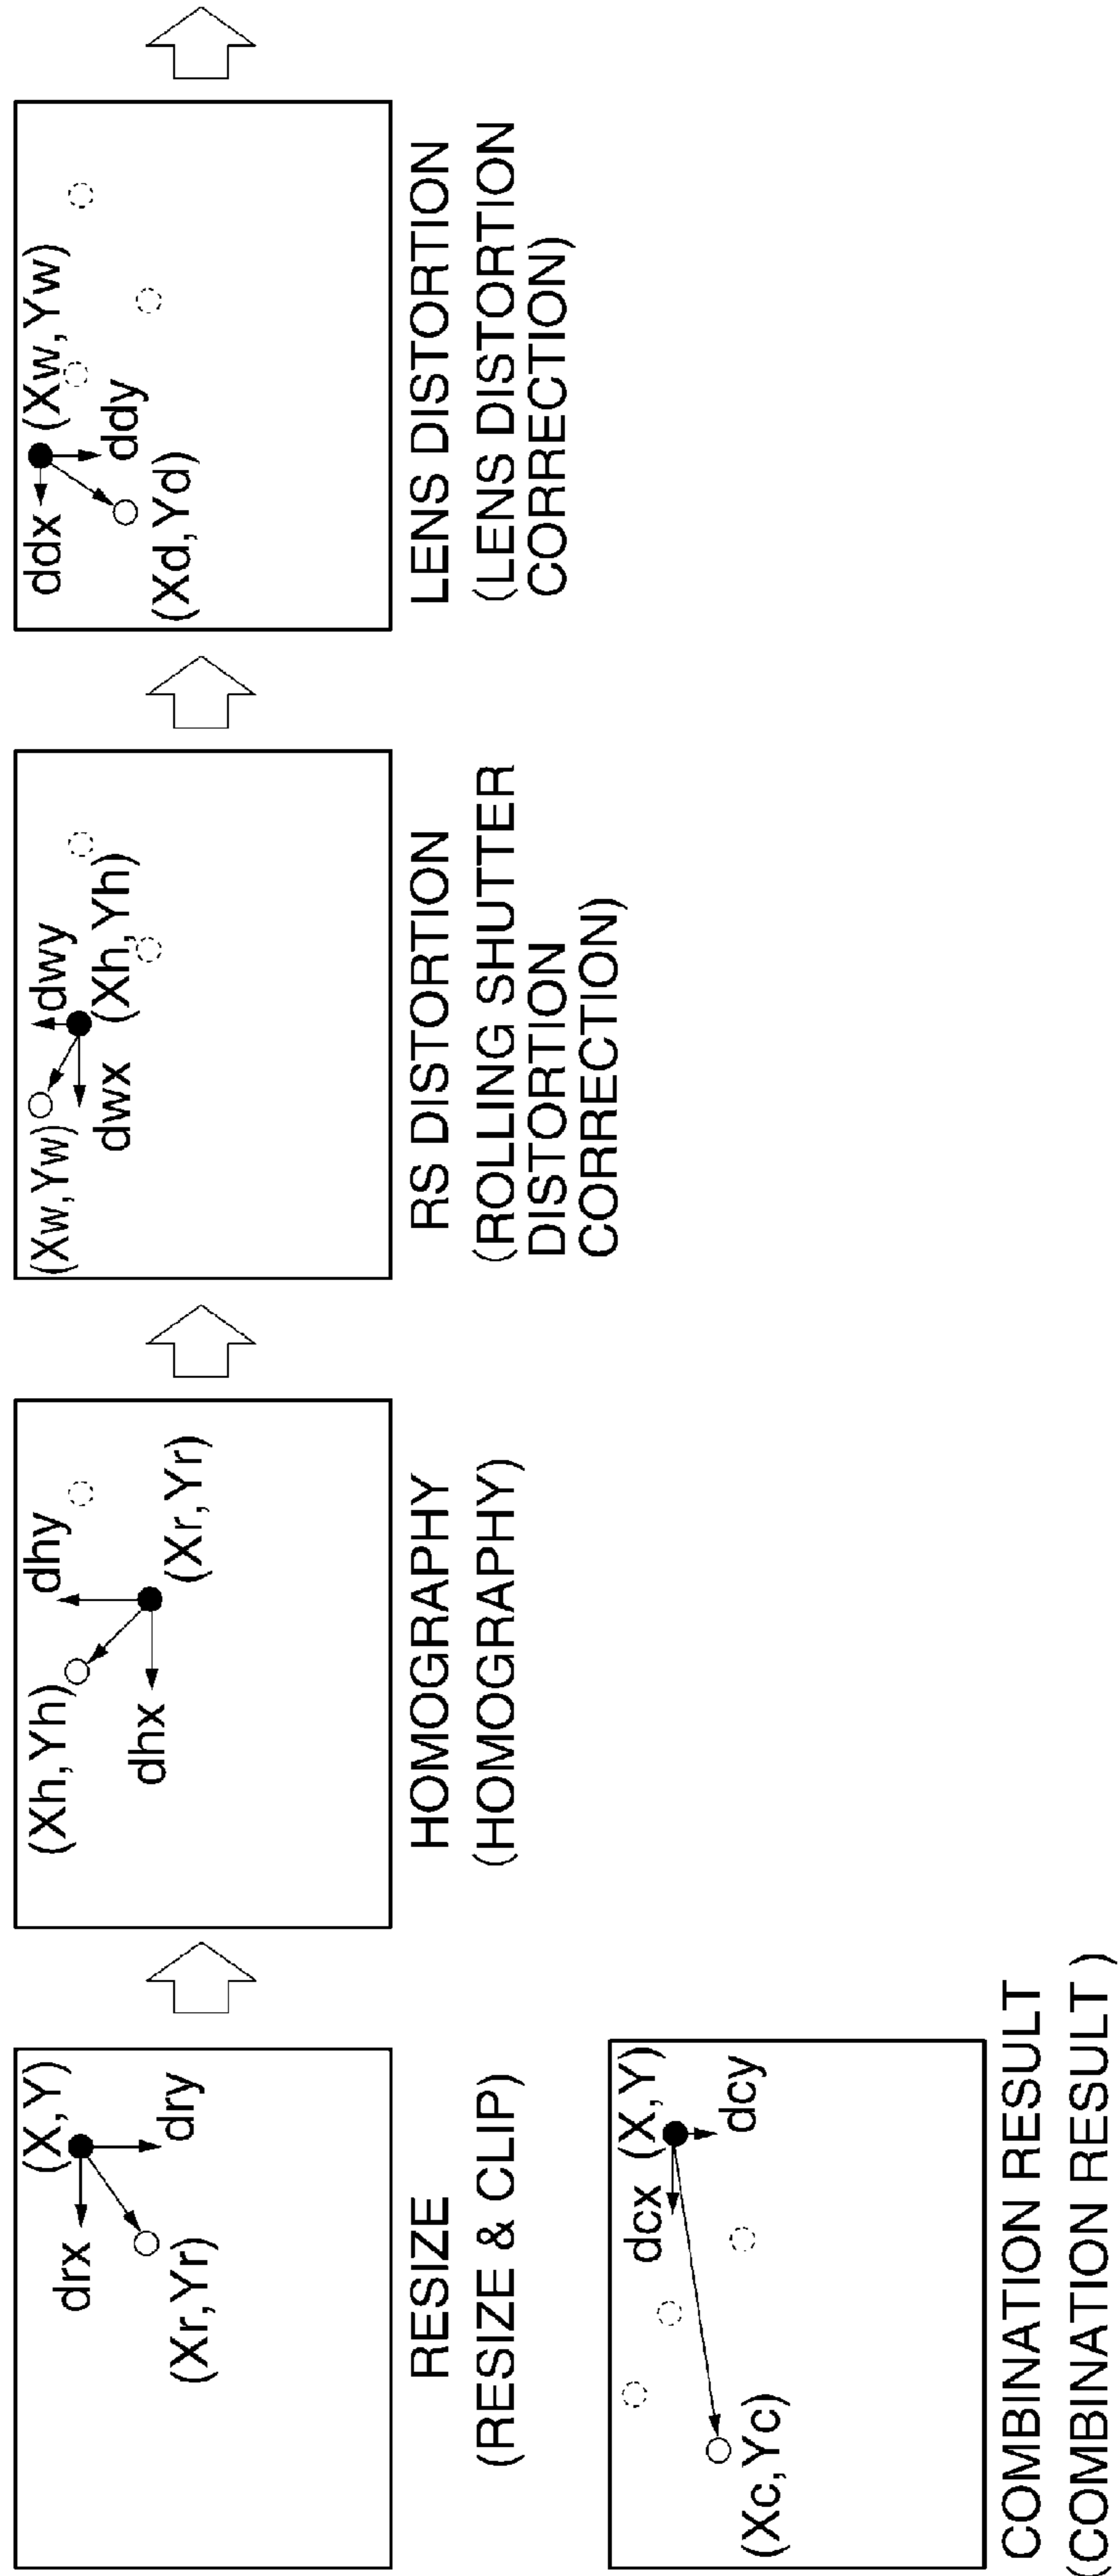 (X,Y)
drx
dry
(Xr,Yr)
RESIZE
(RESIZE & CLIP)
(Xh,Yh)
dhy
dhx
(Xr,Yr)
HOMOGRAPHY
(HOMOGRAPHY)
(Xw,Yw)
dwy
dwx
(Xh,Yh)
RS DISTORTION
(ROLLING SHUTTER
DISTORTION
CORRECTION)
ddx
(Xw,Yw)
ddy
(Xd,Yd)
LENS DISTORTION
(LENS DISTORTION
CORRECTION)
dcx
(X,Y)
dcy
(Xc,Yc)
COMBINATION RESULT
(COMBINATION RESULT )